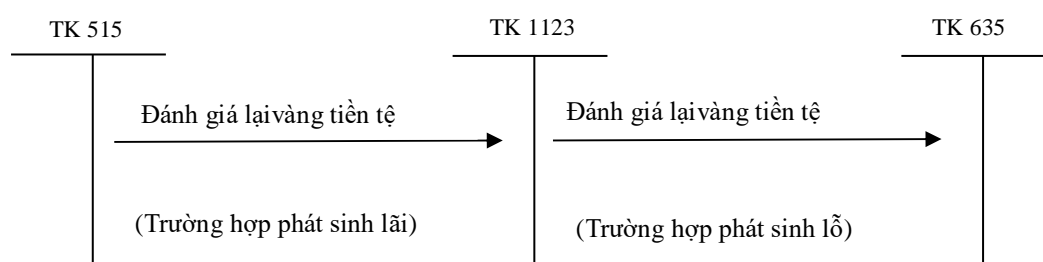 TK 515 TK 1123 TK 635
Đánh giá lạivàng tiền tệ Đánh giá lạivàng tiền tệ
(Trường hợp phát sinh lãi) (Trường hợp phát sinh lỗ)